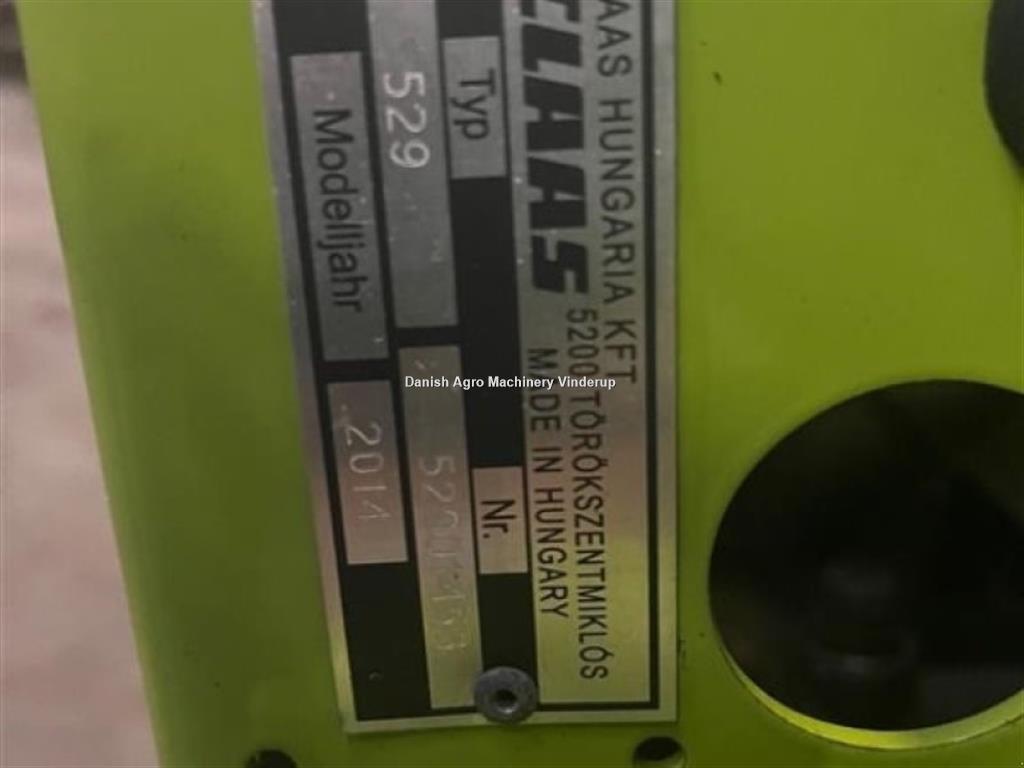 AAS HUNGARIA KFT
5200 TÖRÖKSZENTMIKLÓS
CLAAS MADE IN HUNGARY
Typ Nr.
529
Modelljahr 2014
Danish Agro Machinery Vinderup